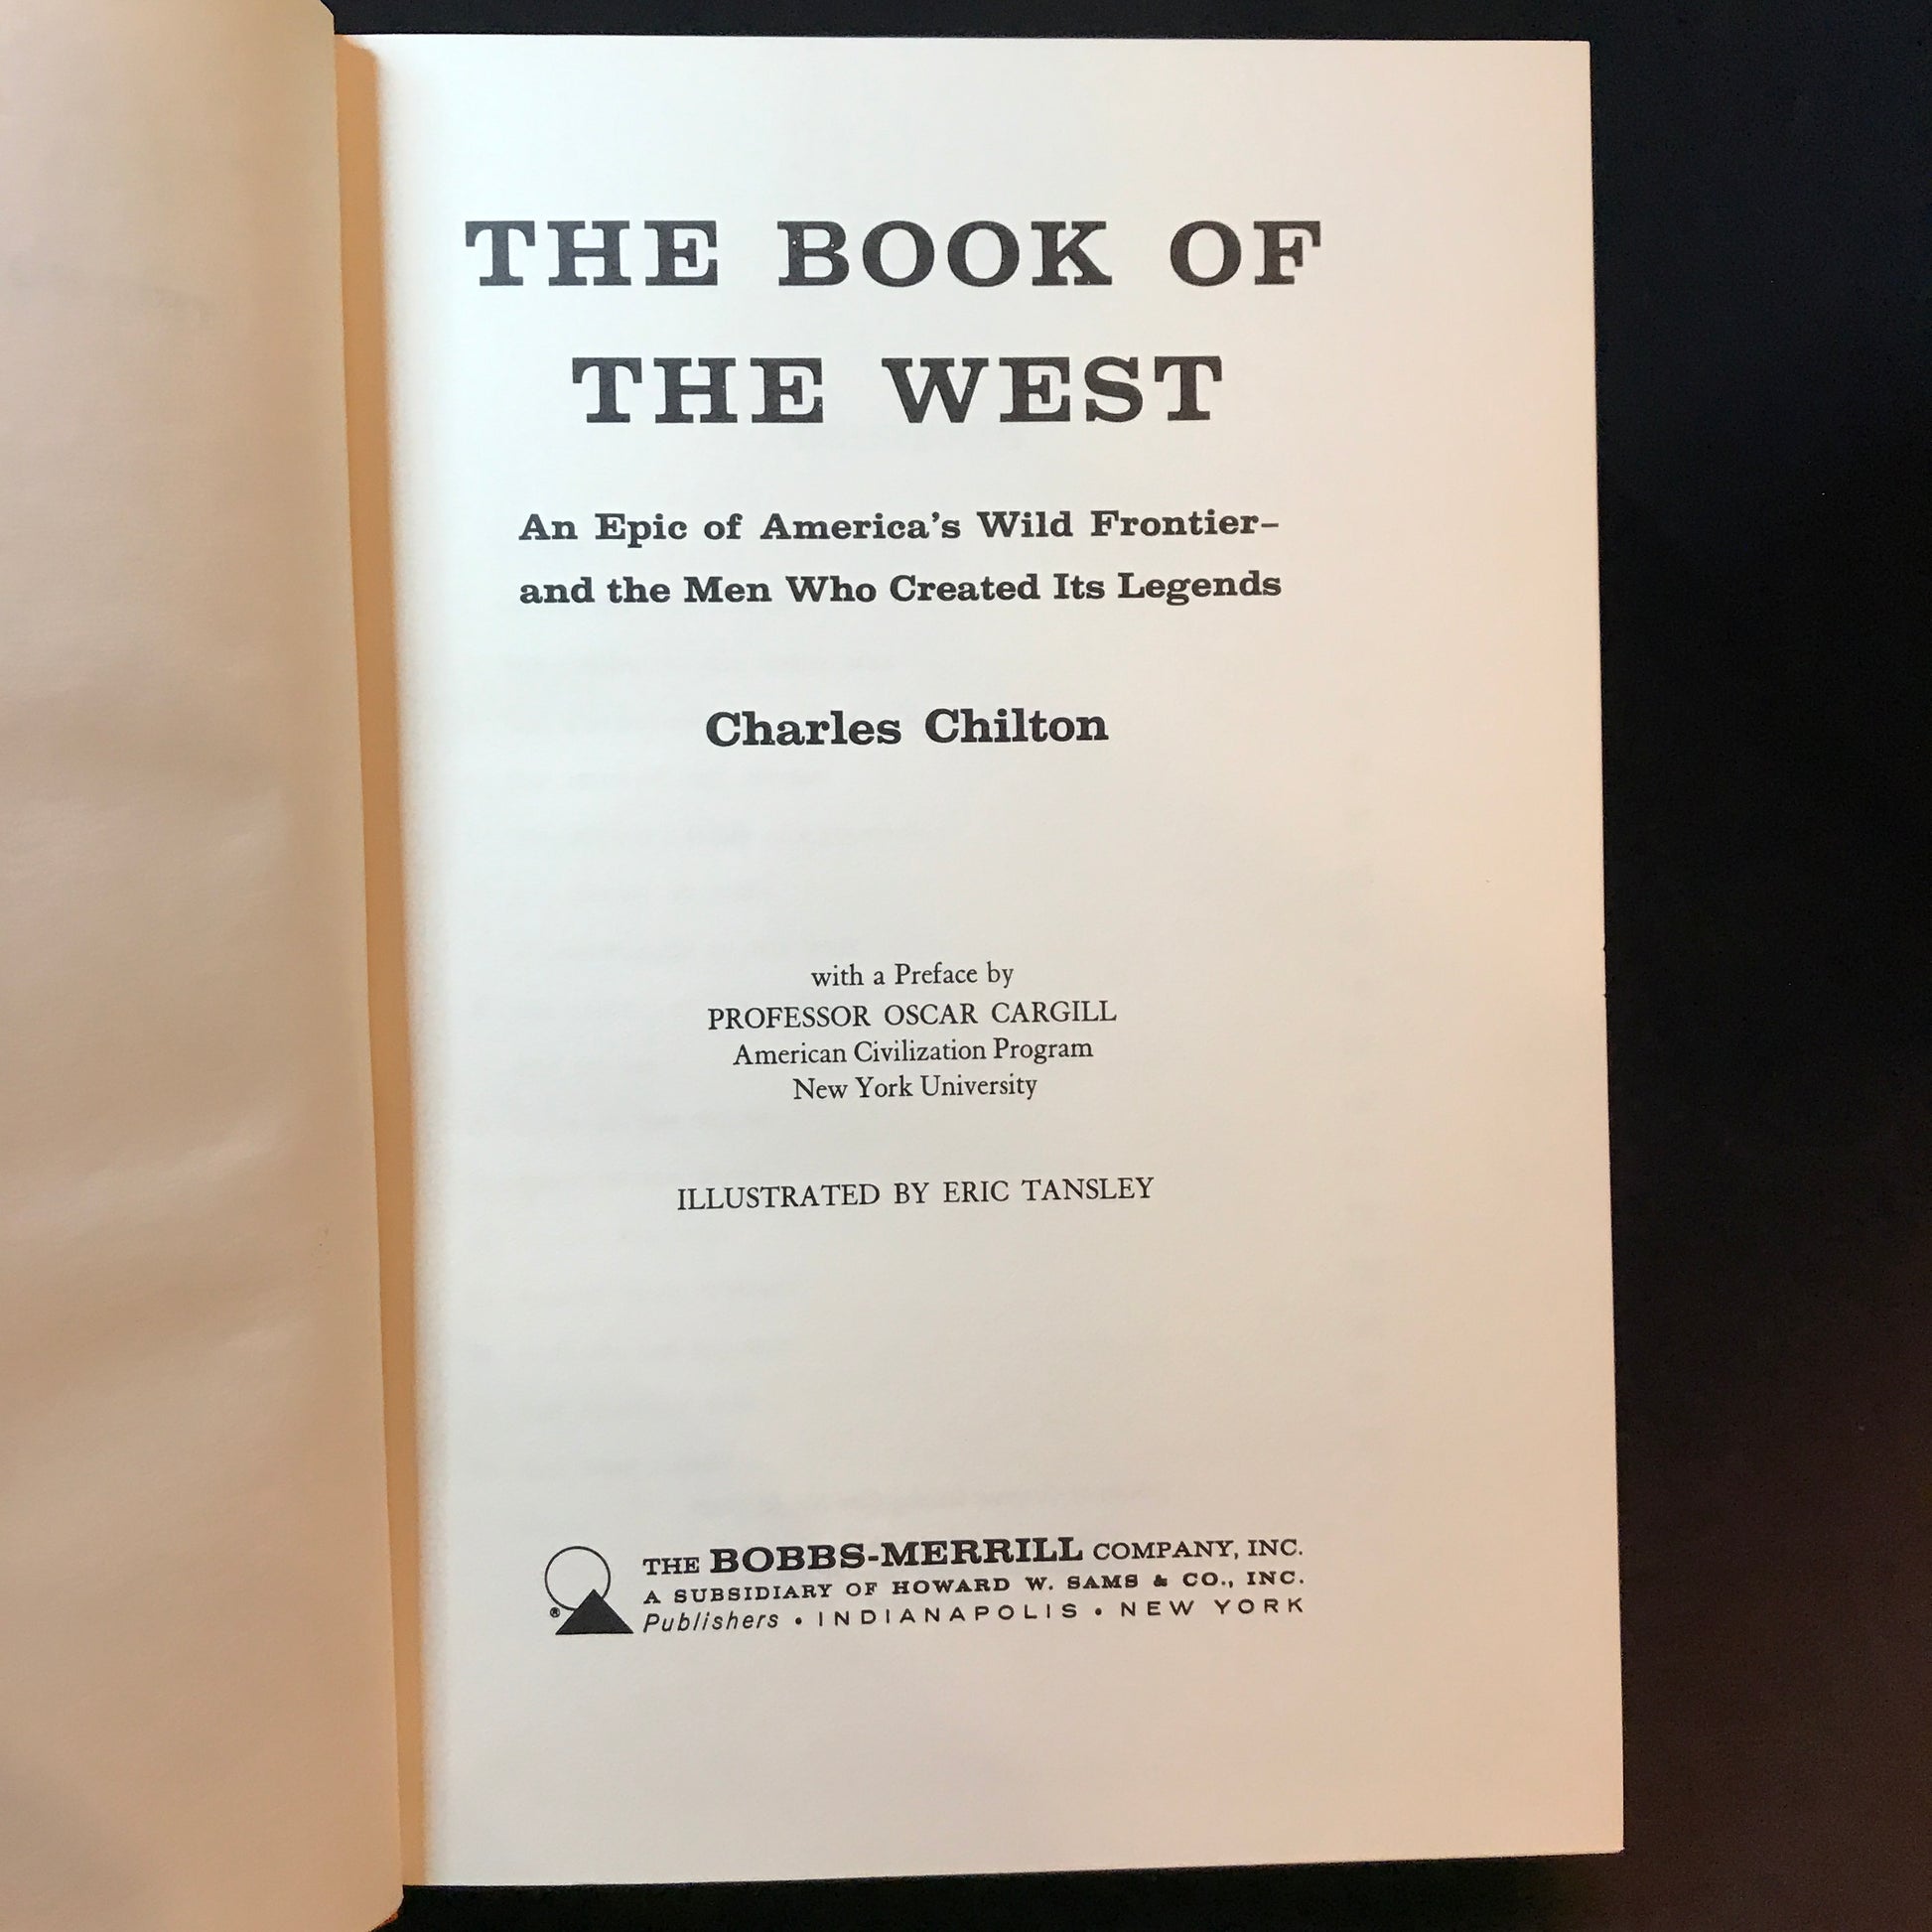 THE BOOK OF
THE WEST
An Epic of America's Wild Frontier–
and the Men Who Created Its Legends
Charles Chilton
with a Preface by
PROFESSOR OSCAR CARGILL
American Civilization Program
New York University
ILLUSTRATED BY ERIC TANSLEY
THE BOBBS-MERRILL COMPANY, INC.
A SUBSIDIARY OF HOWARD W. SAMS & CO., INC.
® Publishers • INDIANAPOLIS • NEW YORK